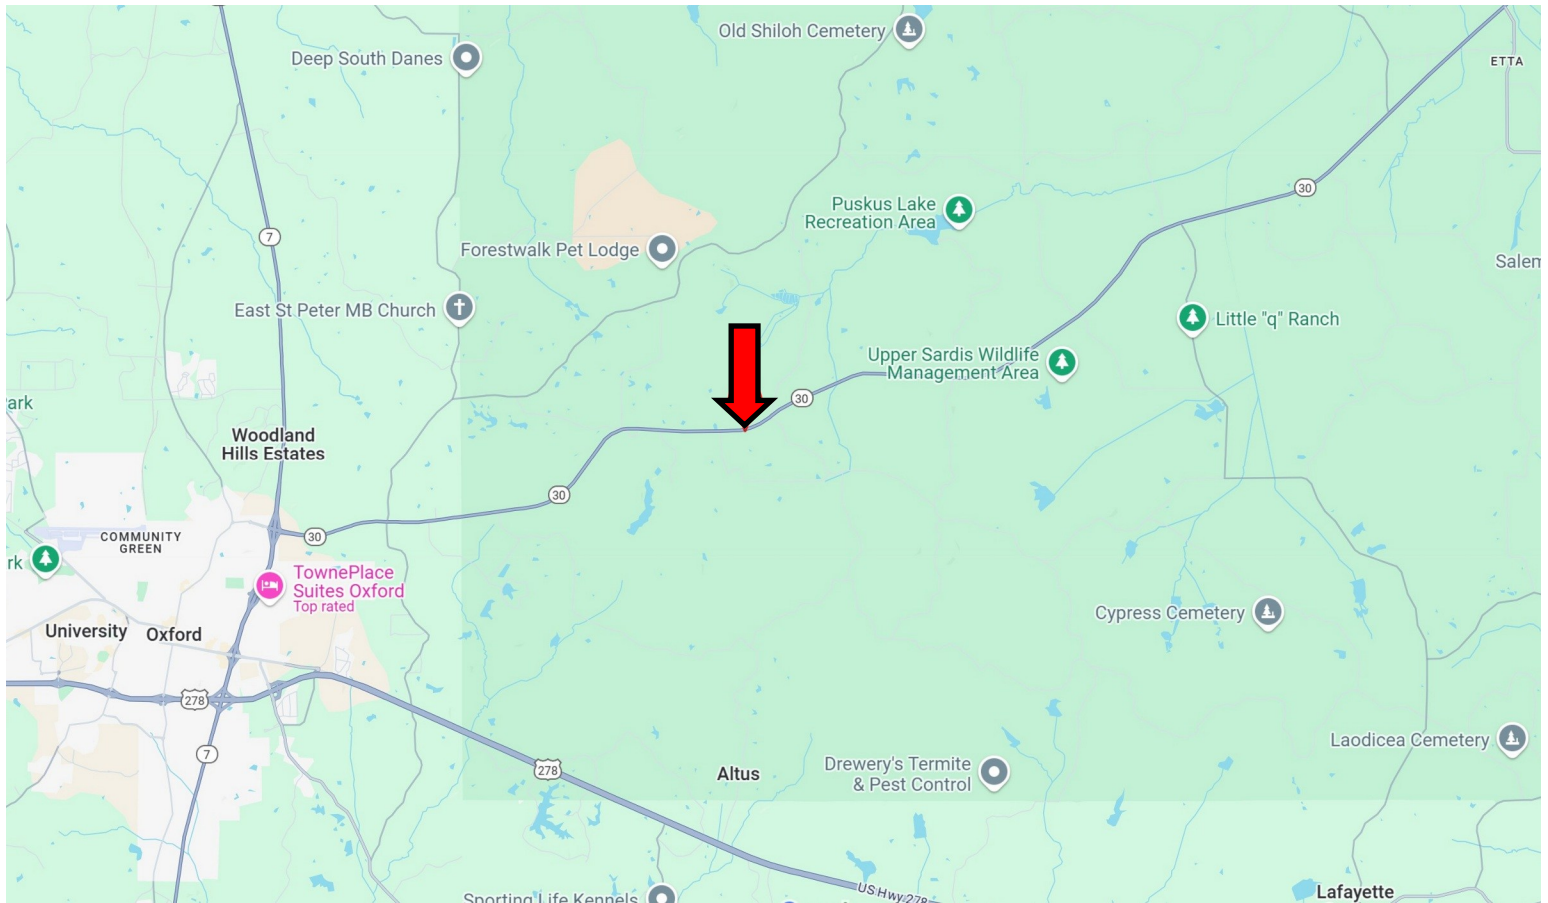 Old Shiloh Cemetery
Deep South Danes
ETTA
30
Puskus Lake
Recreation Area
7
Forestwalk Pet Lodge
Salem
East St Peter MB Church
Little "q" Ranch
Upper Sardis Wildlife
Management Area
30
ark
Woodland
Hills Estates
30
30
COMMUNITY
GREEN
rk
TownePlace
Suites Oxford
Top rated
Cypress Cemetery
University
Oxford
278
7
278
Altus
Drewery's Termite
& Pest Control
Laodicea Cemetery
US Hwy 278
Lafayette
Sporting Life Kennels